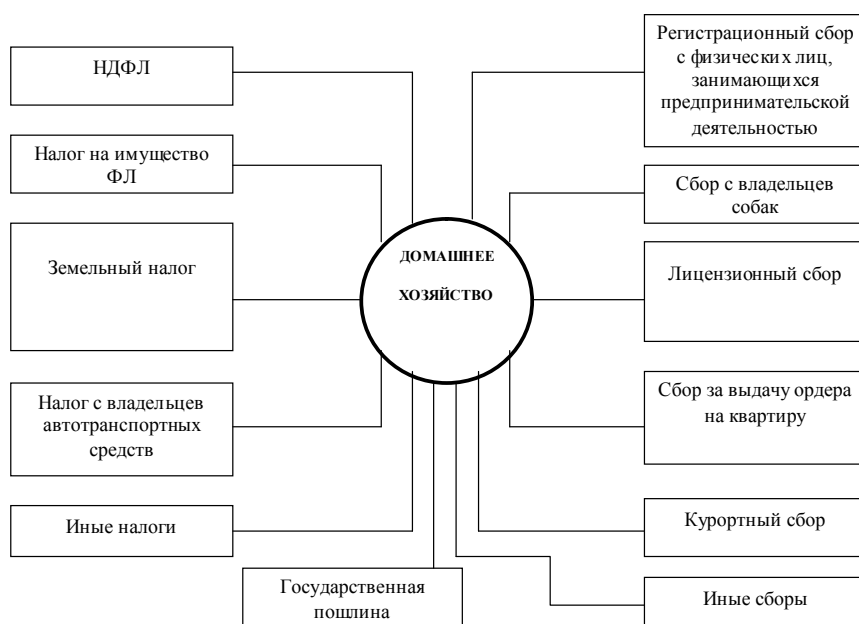 НДФЛ
Налог на имущество
ФЛ
Земельный налог
Налог с владельцев
автотранспортных
средств
Иные налоги
Государственная
пошлина
ДОМАШНЕЕ
ХОЗЯЙСТВО
Регистрационный сбор
с физических лиц,
занимающихся
предпринимательской
деятельностью
Сбор с владельцев
собак
Лицензионный сбор
Сбор за выдачу ордера
на квартиру
Курортный сбор
Иные сборы